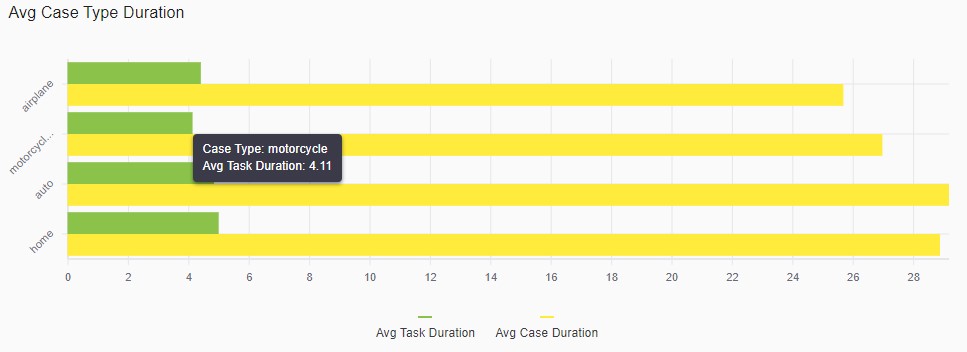 Avg Case Type Duration
airplane
motorcycl...
Case Type: motorcycle
Avg Task Duration: 4.11
auto
home
0 2 4 6 8 10 12 14 16 18 20 22 24 26 28
Avg Task Duration Avg Case Duration